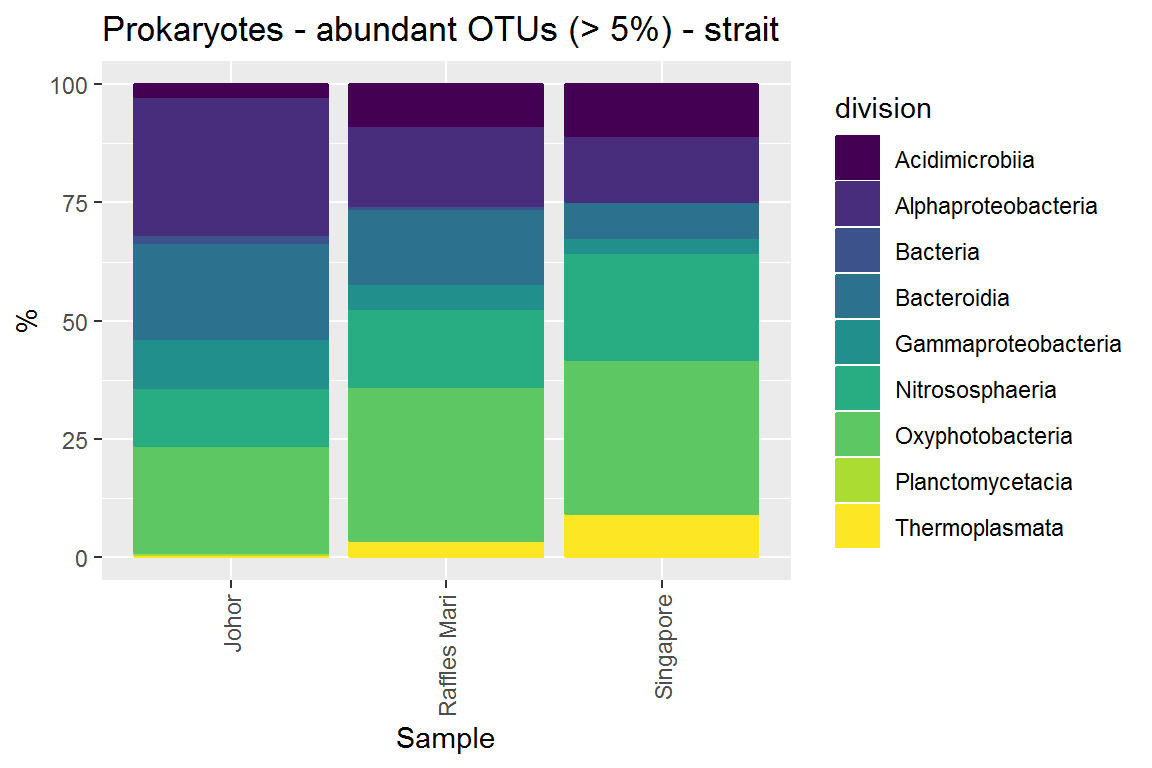 Prokaryotes - abundant OTUs (> 5%) - strait
100
75
50
25
0
%
Johor
Raffles Mari
Singapore
Sample
division
Acidimicrobiia
Alphaproteobacteria
Bacteria
Bacteroidia
Gammaproteobacteria
Nitrososphaeria
Oxyphotobacteria
Planctomycetacia
Thermoplasmata